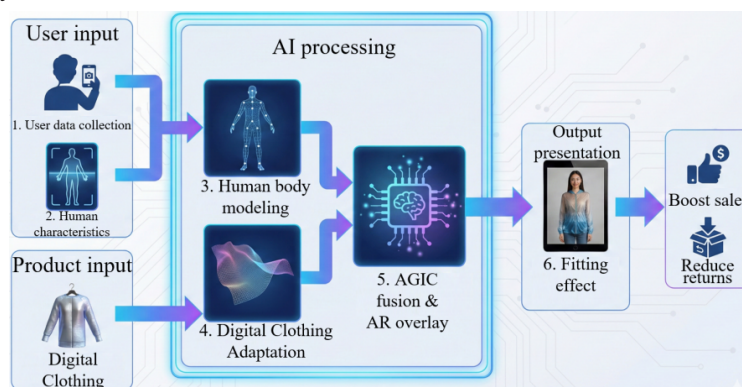 User input
1. User data collection
2. Human
characteristics
Product input
Digital
Clothing
AI processing
3. Human body
modeling
4. Digital Clothing
Adaptation
5. AGIC
fusion &
AR overlay
Output
presentation
6. Fitting
effect
$
Boost sale
Reduce
returns